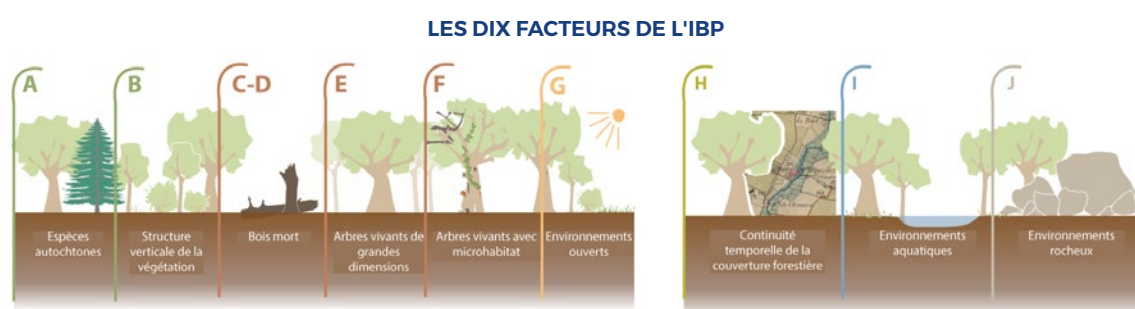 LES DIX FACTEURS DE L'IBP
A
B
C-D
E
F
G
H
I
J
Espèces
autochtones
Structure
verticale de la
végétation
Bois mort
Arbres vivants de
grandes
dimensions
Arbres vivants avec
microhabitat
Environnements
ouverts
Continuité
temporelle de la
couverture forestière
Environnements
aquatiques
Environnements
rocheux